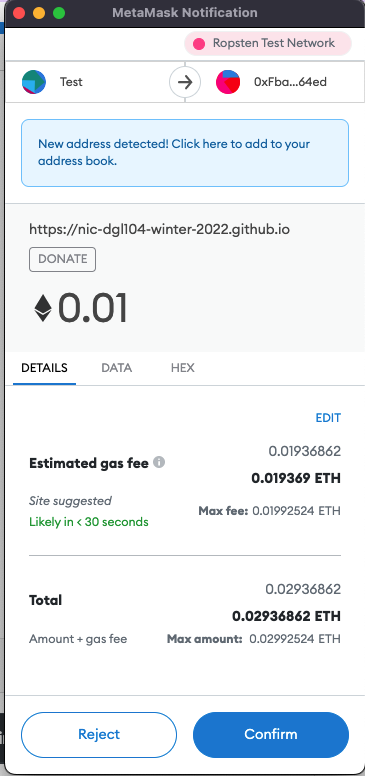 MetaMask Notification
Ropsten Test Network
Test
0xFba...64ed
New address detected! Click here to add to your
address book.
https://nic-dgl104-winter-2022.github.io
DONATE
0.01
DETAILS DATA HEX
EDIT
0.01936862
Estimated gas fee
0.019369 ETH
Site suggested
Max fee: 0.01992524 ETH
Likely in < 30 seconds
0.02936862
Total
0.02936862 ETH
Amount + gas fee Max amount: 0.02992524 ETH
Reject Confirm